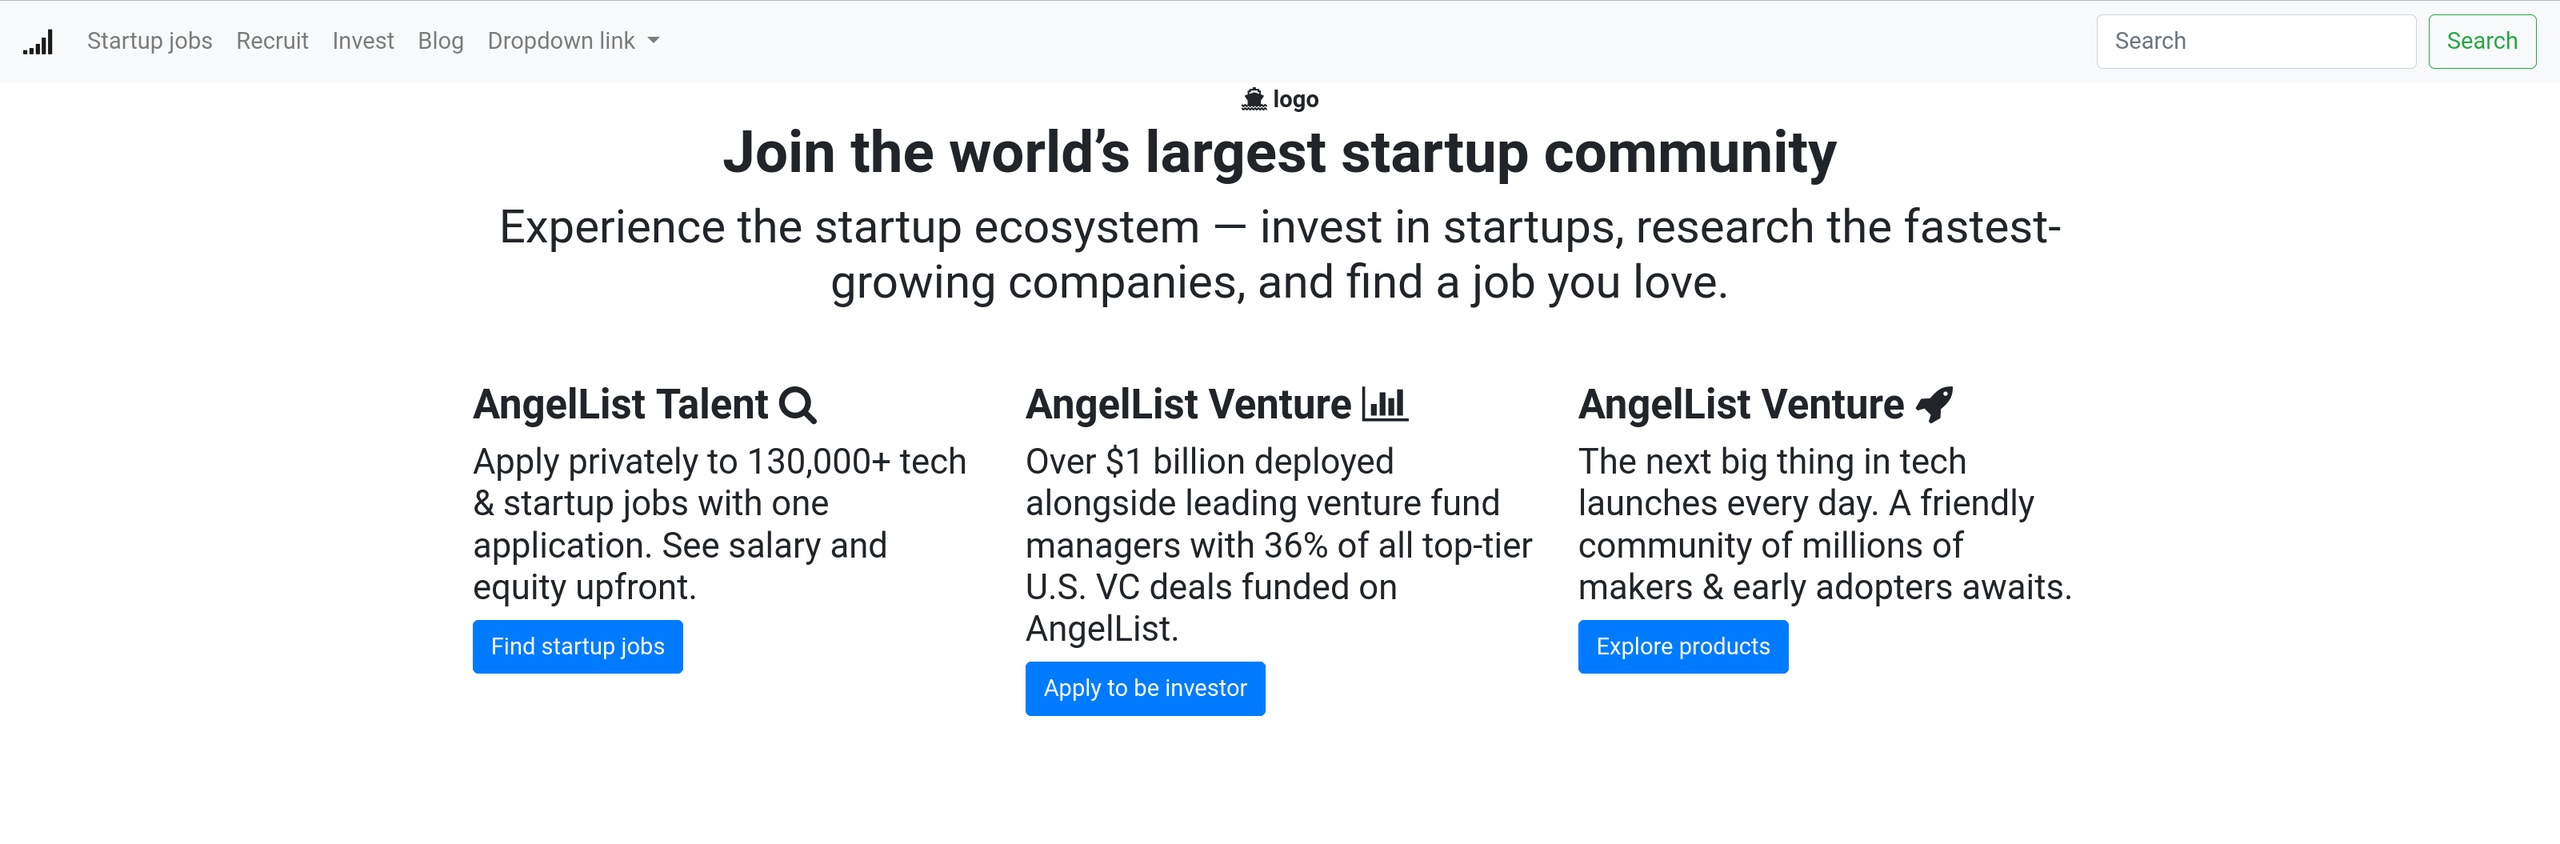 Startup jobs Recruit Invest Blog Dropdown link Search Search
logo
Join the world’s largest startup community
Experience the startup ecosystem — invest in startups, research the fastest-
growing companies, and find a job you love.
AngelList Talent
Apply privately to 130,000+ tech
& startup jobs with one
application. See salary and
equity upfront.
Find startup jobs
AngelList Venture
Over $1 billion deployed
alongside leading venture fund
managers with 36% of all top-tier
U.S. VC deals funded on
AngelList.
Apply to be investor
AngelList Venture
The next big thing in tech
launches every day. A friendly
community of millions of
makers & early adopters awaits.
Explore products